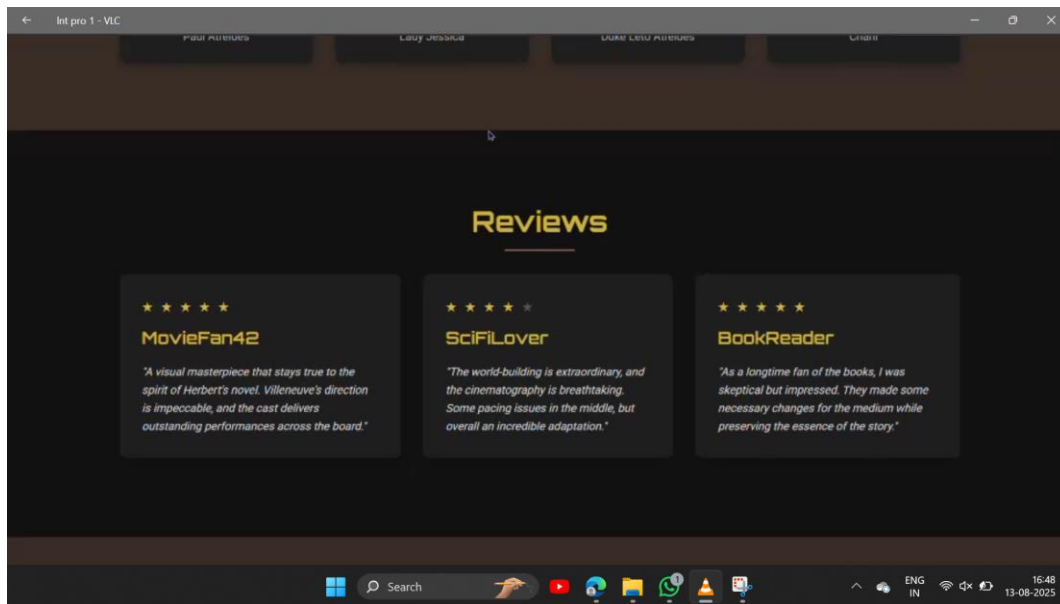 Int pro 1 - VLC
Paul Atreides
Lady Jessica
Duke Leto Atreides
Chani
Reviews
MovieFan42
"A visual masterpiece that stays true to the
spirit of Herbert's novel. Villeneuve's direction
is impeccable, and the cast delivers
outstanding performances across the board."
SciFiLover
"The world-building is extraordinary, and
the cinematography is breathtaking.
Some pacing issues in the middle, but
overall an incredible adaptation."
BookReader
"As a longtime fan of the books, I was
skeptical but impressed. They made some
necessary changes for the medium while
preserving the essence of the story."
Search
1
ENG
IN
16:48
13-08-2025